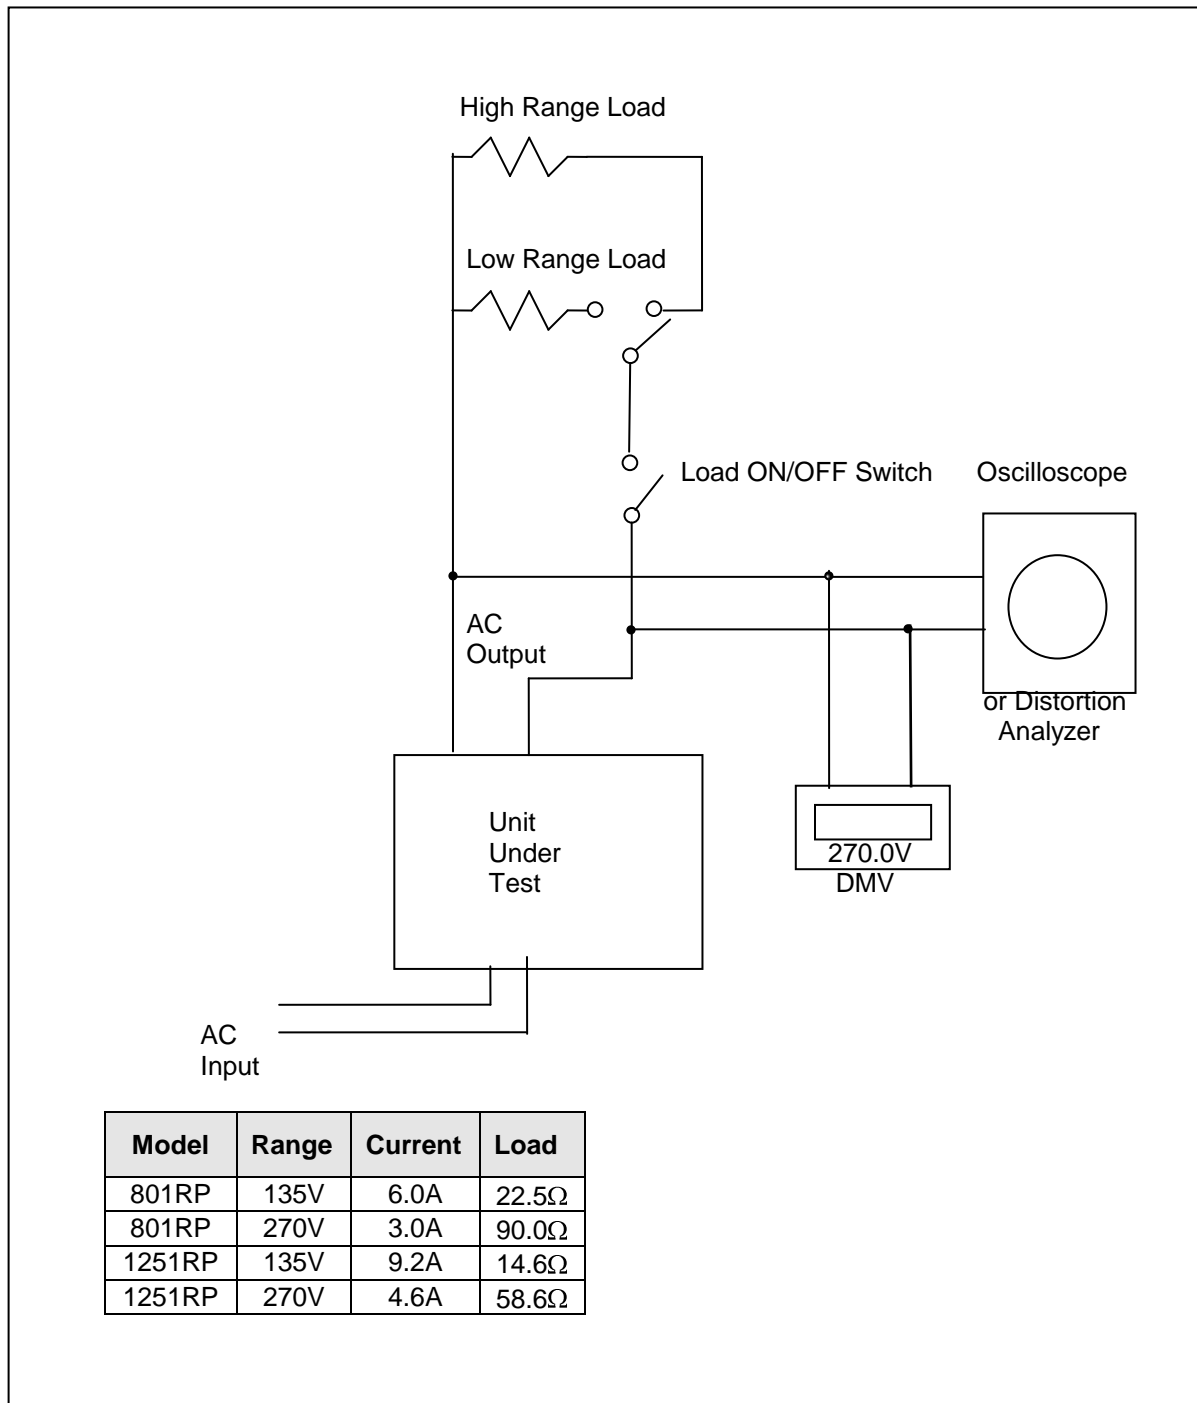 High Range Load
Low Range Load
Load ON/OFF Switch
Oscilloscope
AC
Output
or Distortion
Analyzer
Unit
Under
Test
270.0V
DMV
AC
Input
Model Range Current Load
801RP 135V 6.0A 22.5Ω
801RP 270V 3.0A 90.0Ω
1251RP 135V 9.2A 14.6Ω
1251RP 270V 4.6A 58.6Ω